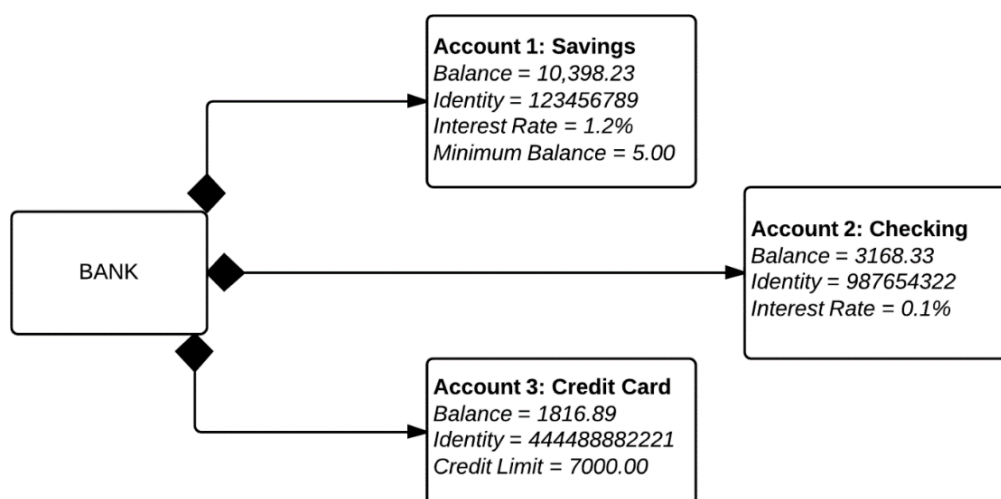 Account 1: Savings
Balance = 10,398.23
Identity = 123456789
Interest Rate = 1.2%
Minimum Balance = 5.00
BANK
Account 2: Checking
Balance = 3168.33
Identity = 987654322
Interest Rate = 0.1%
Account 3: Credit Card
Balance = 1816.89
Identity = 444488882221
Credit Limit = 7000.00